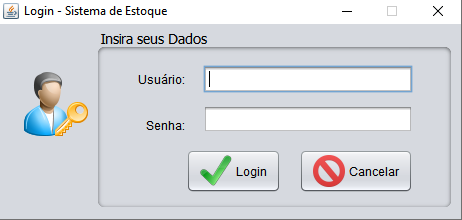 Login - Sistema de Estoque
Insira seus Dados
Usuário:
Senha:
Login
Cancelar